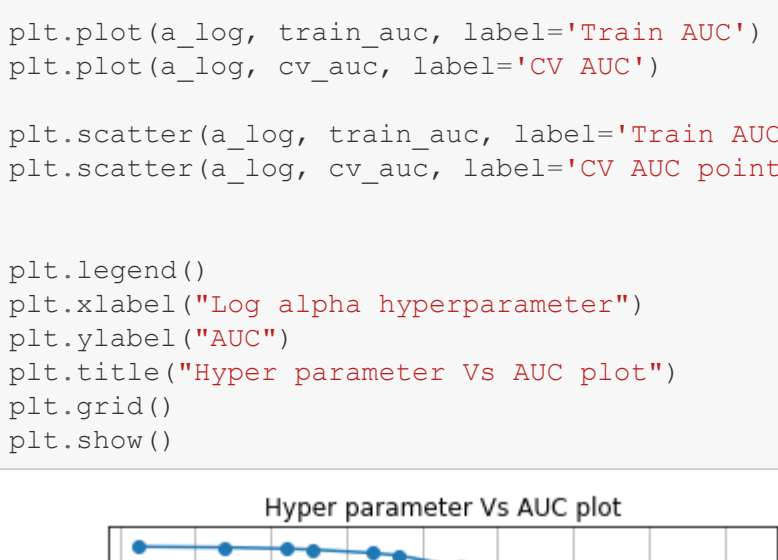 plt.plot(a_log, train_auc, label='Train AUC')
plt.plot(a_log, cv_auc, label='CV AUC')
plt.scatter(a_log, train_auc, label='Train AUC
plt.scatter(a_log, cv_auc, label='CV AUC point
plt.legend()
plt.xlabel("Log alpha hyperparameter")
plt.ylabel("AUC")
plt.title("Hyper parameter Vs AUC plot")
plt.grid()
plt.show()
Hyper parameter Vs AUC plot